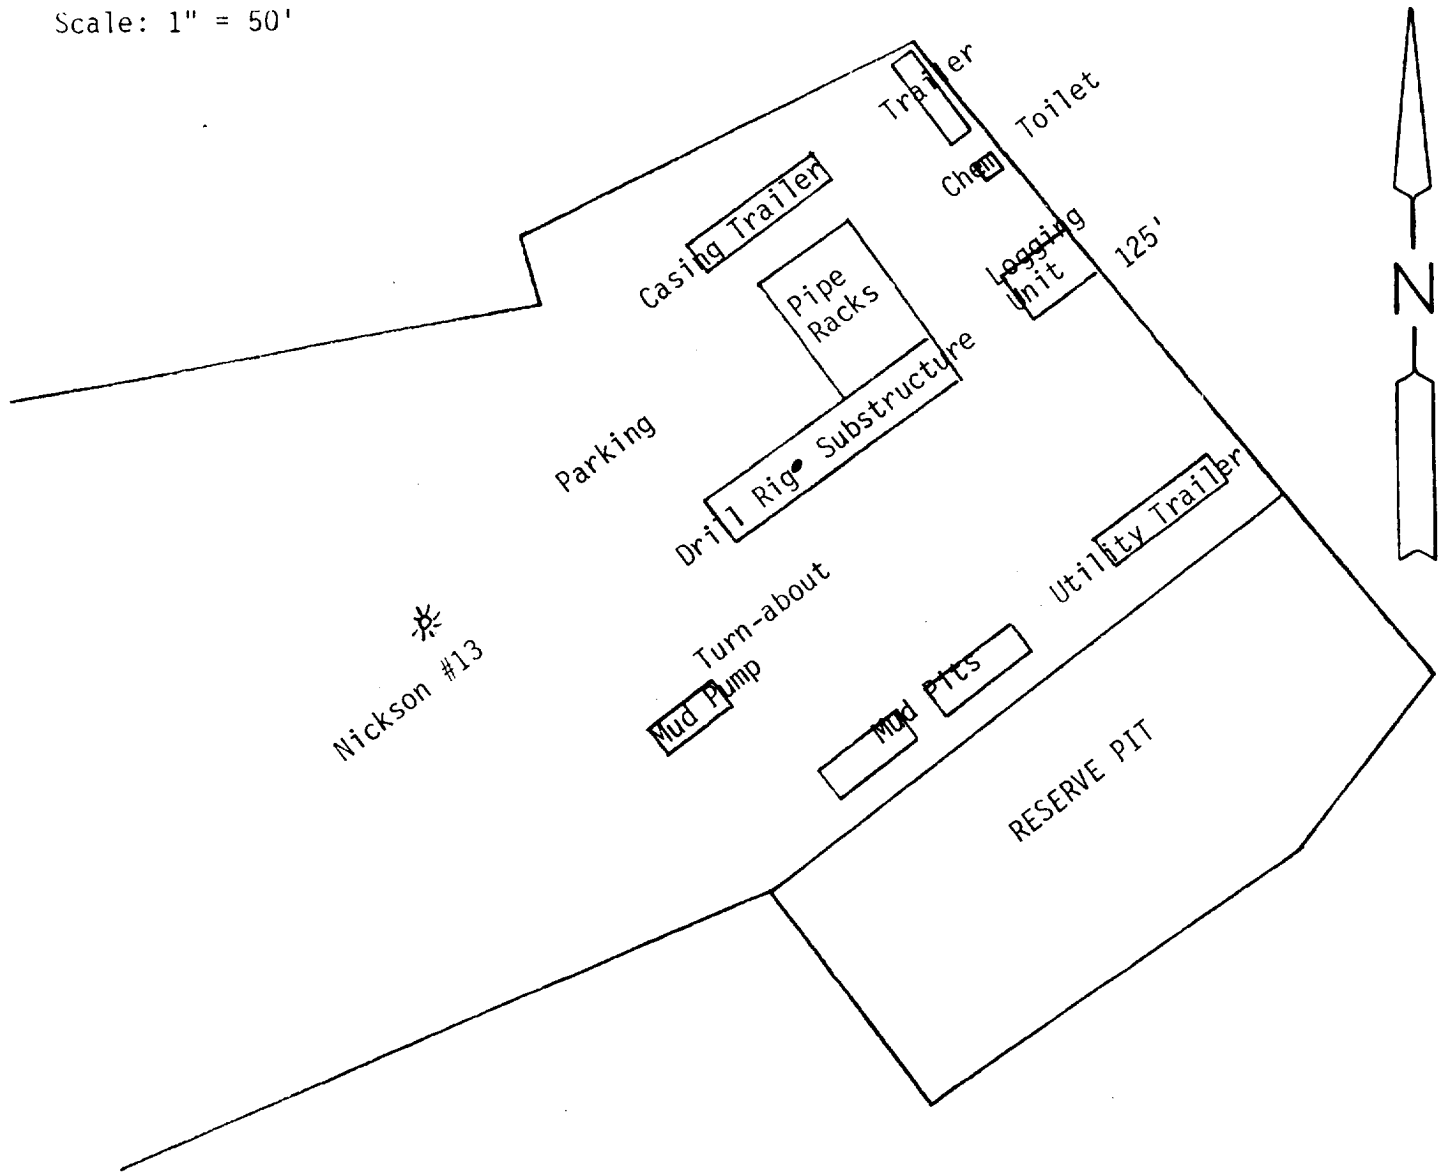 Scale: 1" = 50'
Trailer
Chem Toilet
Casing Trailer
Logging
Unit
125'
N
Pipe
Racks
Drill Rig Substructure
Parking
Utility Trailer
Turn-about
Mud Pump
Mud Pits
Nickson #13
RESERVE PIT